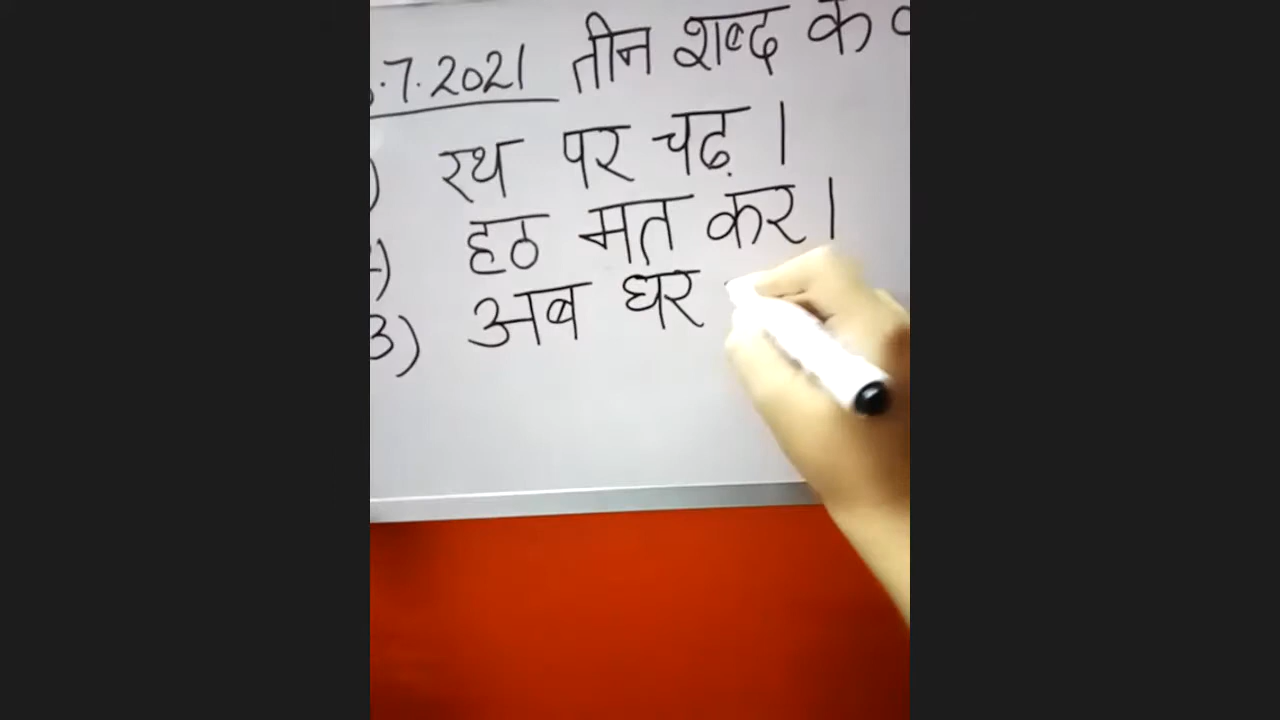 .7.2021 तीन शब्द के
रथ पर चढ़ ।
हठ मत कर ।
3) अब घर